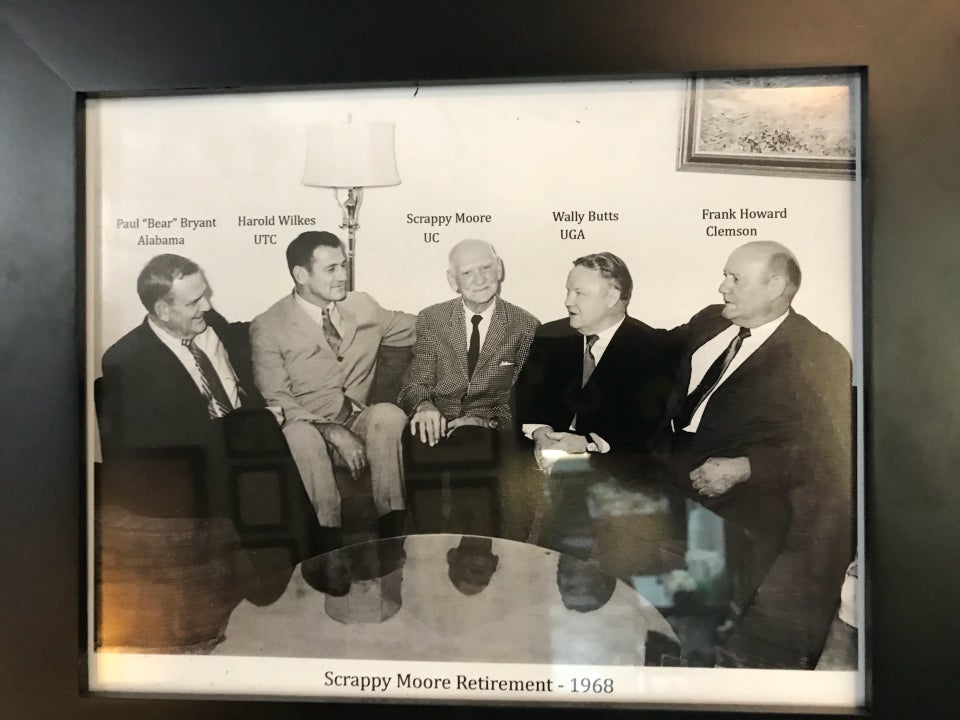 Paul “Bear” Bryant
Alabama
Harold Wilkes
UTC
Scrappy Moore
UC
Wally Butts
UGA
Frank Howard
Clemson
Scrappy Moore Retirement - 1968